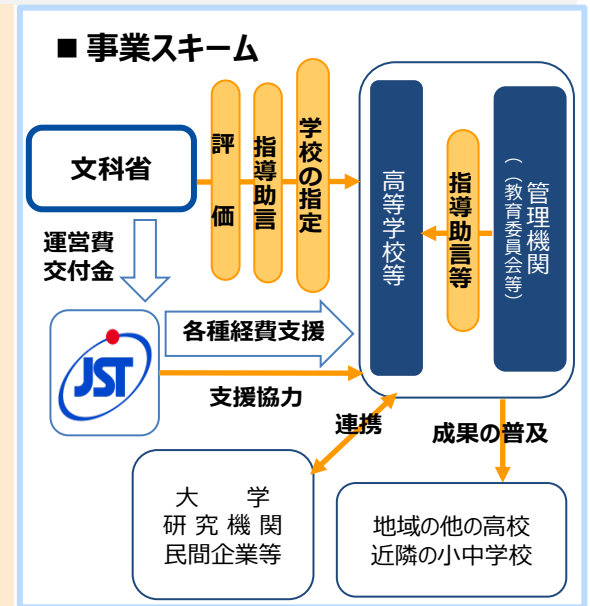 ■ 事業スキーム
文科省
評価
指導助言
学校の指定
高等学校等
指導助言等
管理機関
(（教育委員会等）
運営費
交付金
JST
各種経費支援
支援協力
連携
成果の普及
大　学
研究機関
民間企業等
地域の他の高校
近隣の小中学校